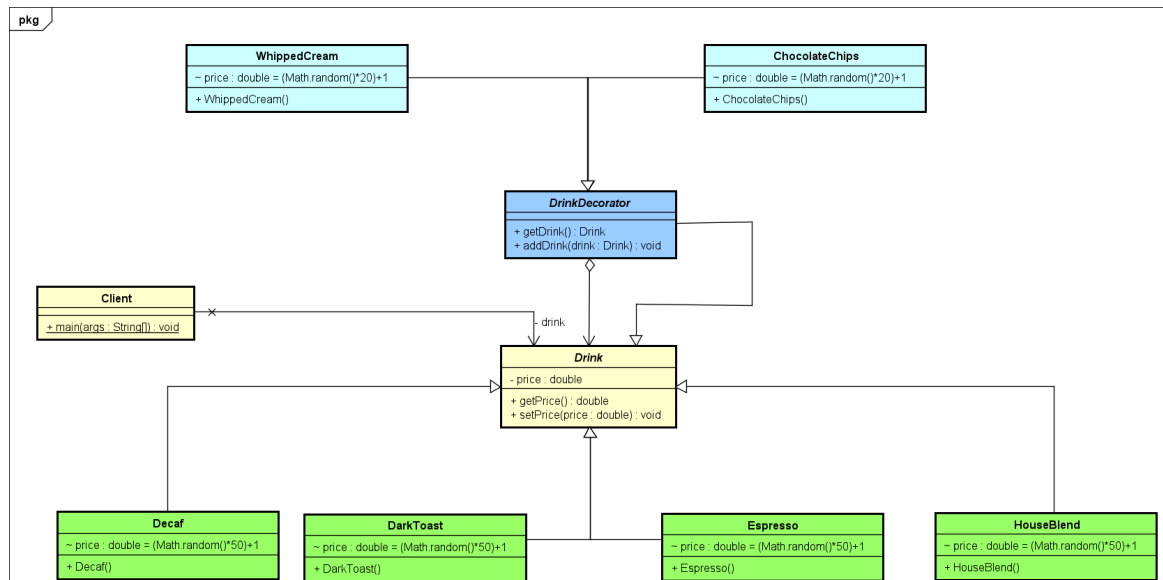 pkg
WhippedCream
~ price : double = (Math.random()*20)+1
+ WhippedCream()
ChocolateChips
~ price : double = (Math.random()*20)+1
+ ChocolateChips()
DrinkDecorator
+ getDrink() : Drink
+ addDrink(drink : Drink) : void
Client
+ main(args : String[]) : void
- drink
Drink
- price : double
+ getPrice() : double
+ setPrice(price : double) : void
Decaf
~ price : double = (Math.random()*50)+1
+ Decaf()
DarkToast
~ price : double = (Math.random()*50)+1
+ DarkToast()
Espresso
~ price : double = (Math.random()*50)+1
+ Espresso()
HouseBlend
~ price : double = (Math.random()*50)+1
+ HouseBlend()